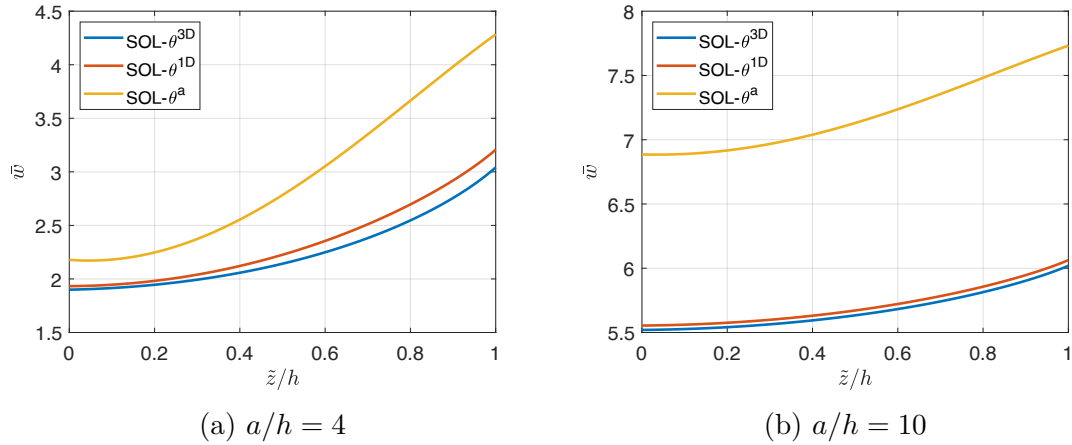 4.5
4
3.5
3
2.5
2
1.5
w̄
SOL-θ^3D
SOL-θ^1D
SOL-θ^a
0 0.2 0.4 0.6 0.8 1
z̃/h
(a) a/h = 4
8
7.5
7
6.5
6
5.5
w̄
SOL-θ^3D
SOL-θ^1D
SOL-θ^a
0 0.2 0.4 0.6 0.8 1
z̃/h
(b) a/h = 10